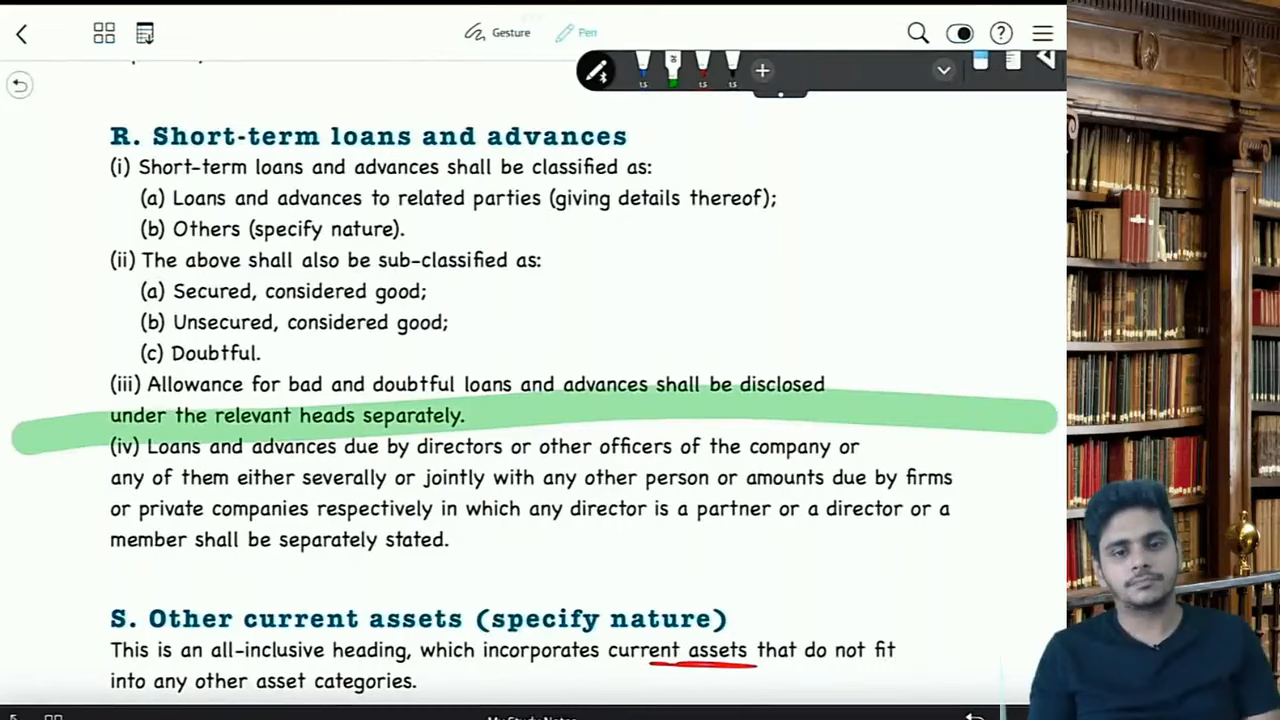 Gesture
Pen
1.5
1.5
1.5
R. Short-term loans and advances
(i) Short-term loans and advances shall be classified as:
(a) Loans and advances to related parties (giving details thereof);
(b) Others (specify nature).
(ii) The above shall also be sub-classified as:
(a) Secured, considered good;
(b) Unsecured, considered good;
(c) Doubtful.
(iii) Allowance for bad and doubtful loans and advances shall be disclosed
under the relevant heads separately.
(iv) Loans and advances due by directors or other officers of the company or
any of them either severally or jointly with any other person or amounts due by firms
or private companies respectively in which any director is a partner or a director or a
member shall be separately stated.
S. Other current assets (specify nature)
This is an all-inclusive heading, which incorporates current assets that do not fit
into any other asset categories.